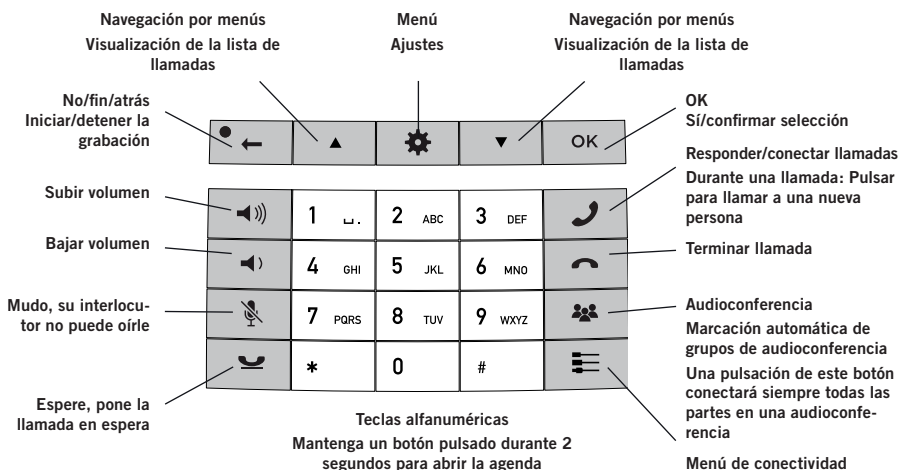 Navegación por menús
Visualización de la lista de
llamadas
Menú
Ajustes
Navegación por menús
Visualización de la lista de
llamadas
No/fin/atrás
Iniciar/detener la
grabación
OK
Sí/confirmar selección
OK
Responder/conectar llamadas
Durante una llamada: Pulsar
para llamar a una nueva
persona
Subir volumen
Bajar volumen
Mudo, su interlocu-
tor no puede oírle
Espere, pone la
llamada en espera
1 ⎵ .
2 ABC
3 DEF
4 GHI
5 JKL
6 MNO
7 PQRS
8 TUV
9 WXYZ
*
0
#
Terminar llamada
Audioconferencia
Marcación automática de
grupos de audioconferencia
Una pulsación de este botón
conectará siempre todas las
partes en una audioconfe-
rencia
Menú de conectividad
Teclas alfanuméricas
Mantenga un botón pulsado durante 2
segundos para abrir la agenda